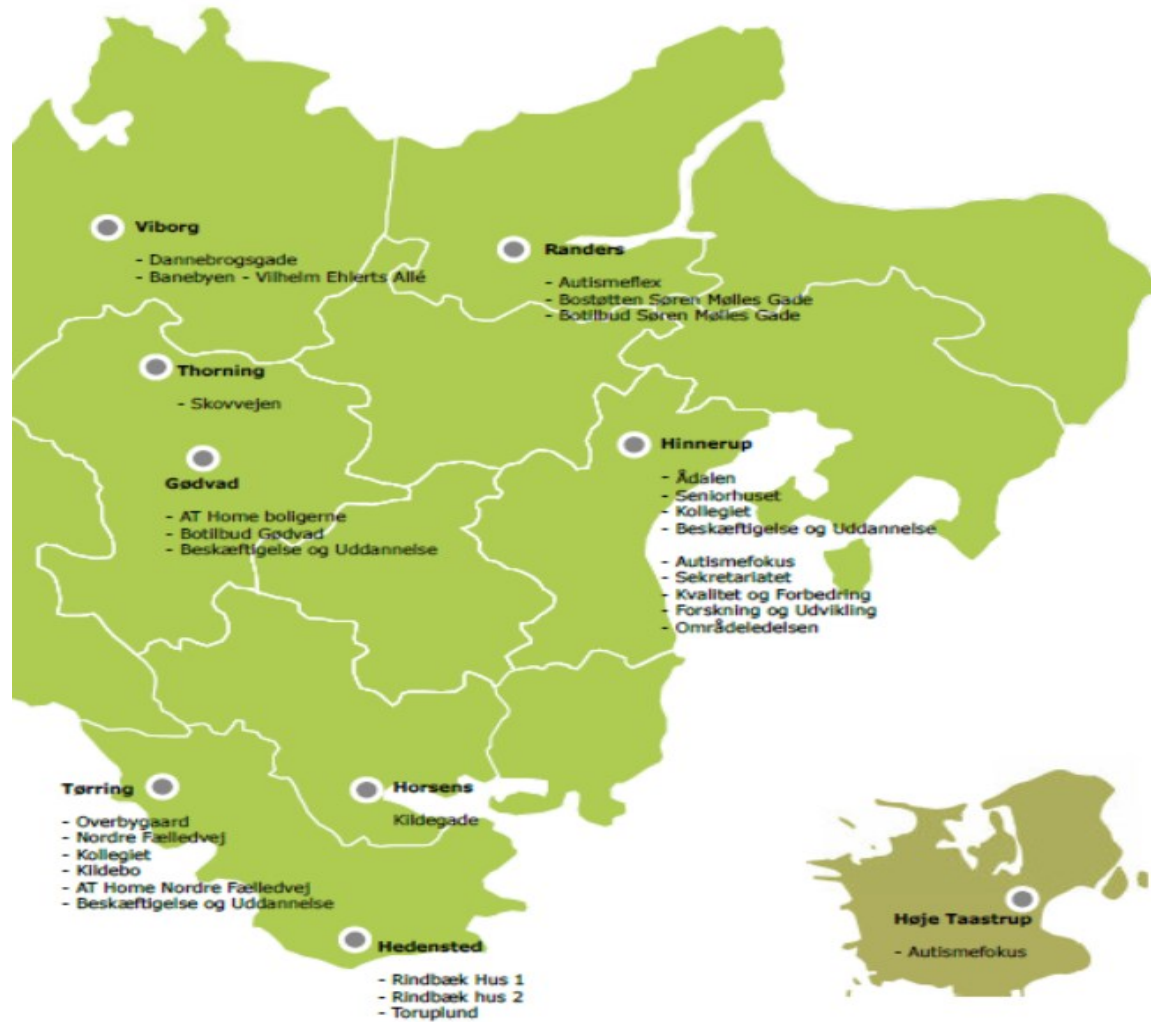 Viborg
- Dannebrogsgade
- Banebyen - Vilhelm Ehlerts Allé
Randers
- Autismeflex
- Bostøtten Søren Mølles Gade
- Botilbud Søren Mølles Gade
Thorning
- Skovvejen
Gødvad
- AT Home boligerne
- Botilbud Gødvad
- Beskæftigelse og Uddannelse
Hinnerup
- Ådalen
- Seniorhuset
- Kollegiet
- Beskæftigelse og Uddannelse
- Autismefokus
- Sekretariatet
- Kvalitet og Forbedring
- Forskning og Udvikling
- Områdeledelsen
Tørring
- Overbygaard
- Nordre Fælledvej
- Kollegiet
- Kildebo
- AT Home Nordre Fælledvej
- Beskæftigelse og Uddannelse
Horsens
Kildegade
Hedensted
- Rindbæk Hus 1
- Rindbæk hus 2
- Toruplund
Høje Taastrup
- Autismefokus